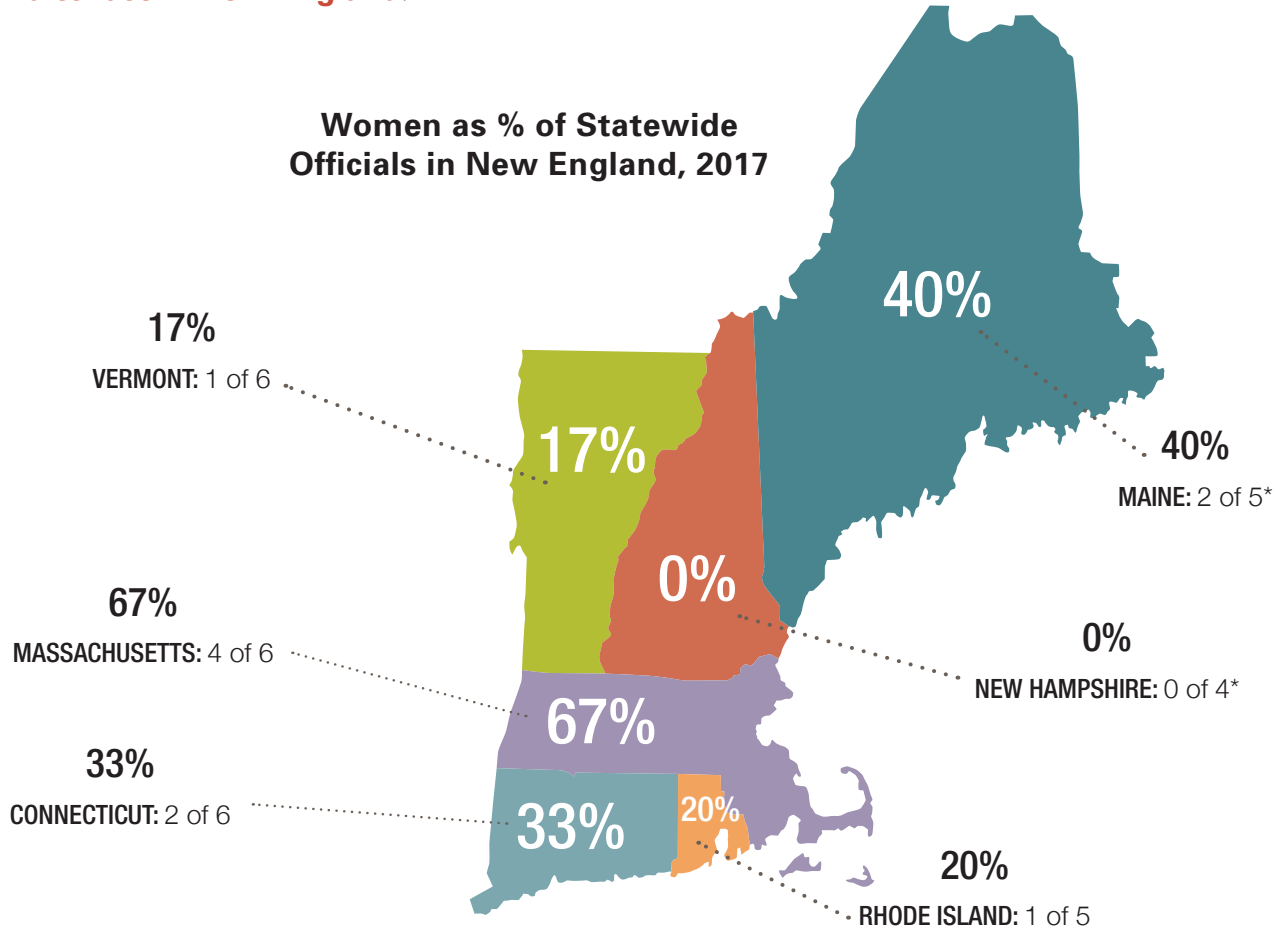 Women as % of Statewide
Officials in New England, 2017
40%
17%
VERMONT: 1 of 6
17%
40%
MAINE: 2 of 5*
0%
67%
MASSACHUSETTS: 4 of 6
0%
NEW HAMPSHIRE: 0 of 4*
67%
33%
CONNECTICUT: 2 of 6
33%
20%
20%
RHODE ISLAND: 1 of 5